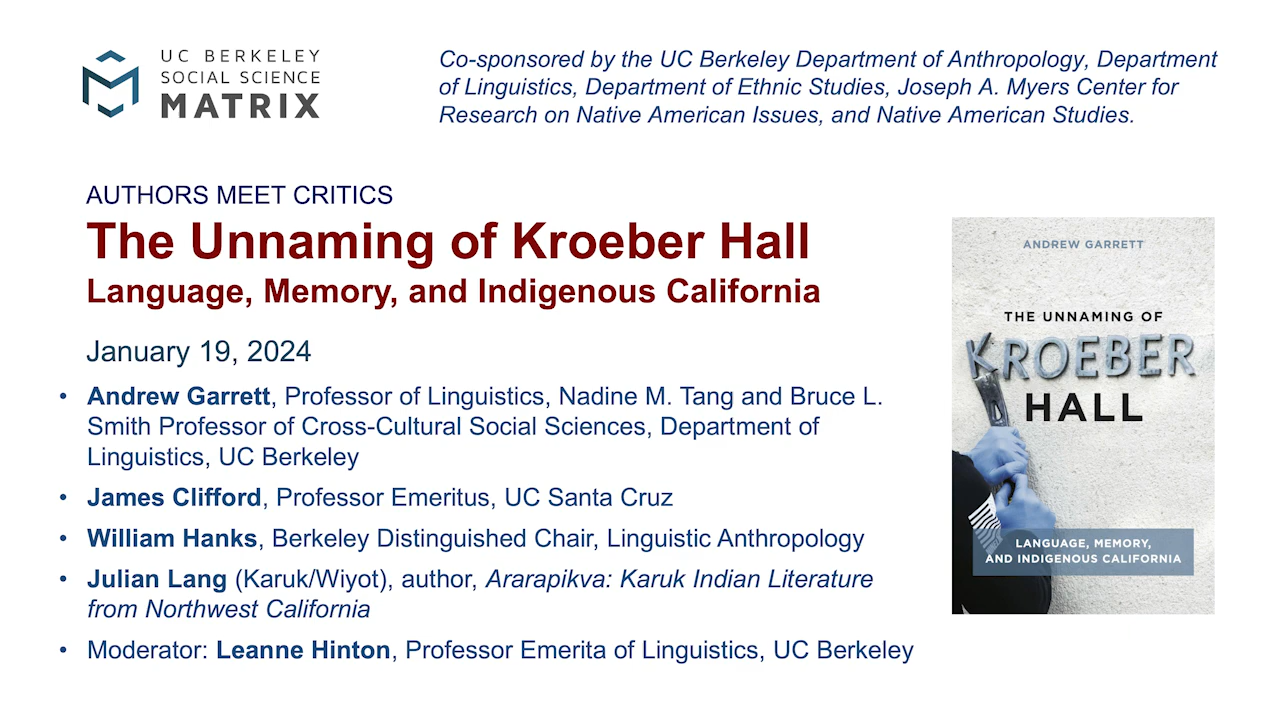 UC BERKELEY
SOCIAL SCIENCE
MATRIX
Co-sponsored by the UC Berkeley Department of Anthropology, Department
of Linguistics, Department of Ethnic Studies, Joseph A. Myers Center for
Research on Native American Issues, and Native American Studies.
AUTHORS MEET CRITICS
The Unnaming of Kroeber Hall
Language, Memory, and Indigenous California
January 19, 2024
• Andrew Garrett, Professor of Linguistics, Nadine M. Tang and Bruce L.
Smith Professor of Cross-Cultural Social Sciences, Department of
Linguistics, UC Berkeley
• James Clifford, Professor Emeritus, UC Santa Cruz
• William Hanks, Berkeley Distinguished Chair, Linguistic Anthropology
• Julian Lang (Karuk/Wiyot), author, Ararapikva: Karuk Indian Literature
from Northwest California
• Moderator: Leanne Hinton, Professor Emerita of Linguistics, UC Berkeley
ANDREW GARRETT
THE UNNAMING OF
KROEBER
HALL
LANGUAGE, MEMORY,
AND INDIGENOUS CALIFORNIA